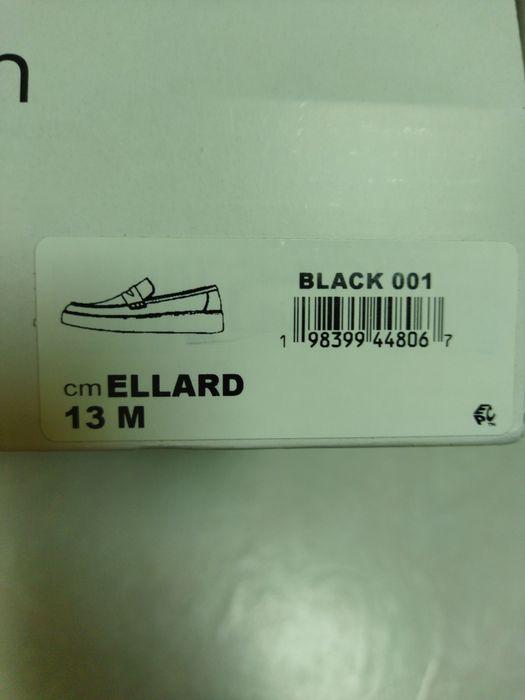 n
BLACK 001
1 98399 44806 7
cm ELLARD
13 M